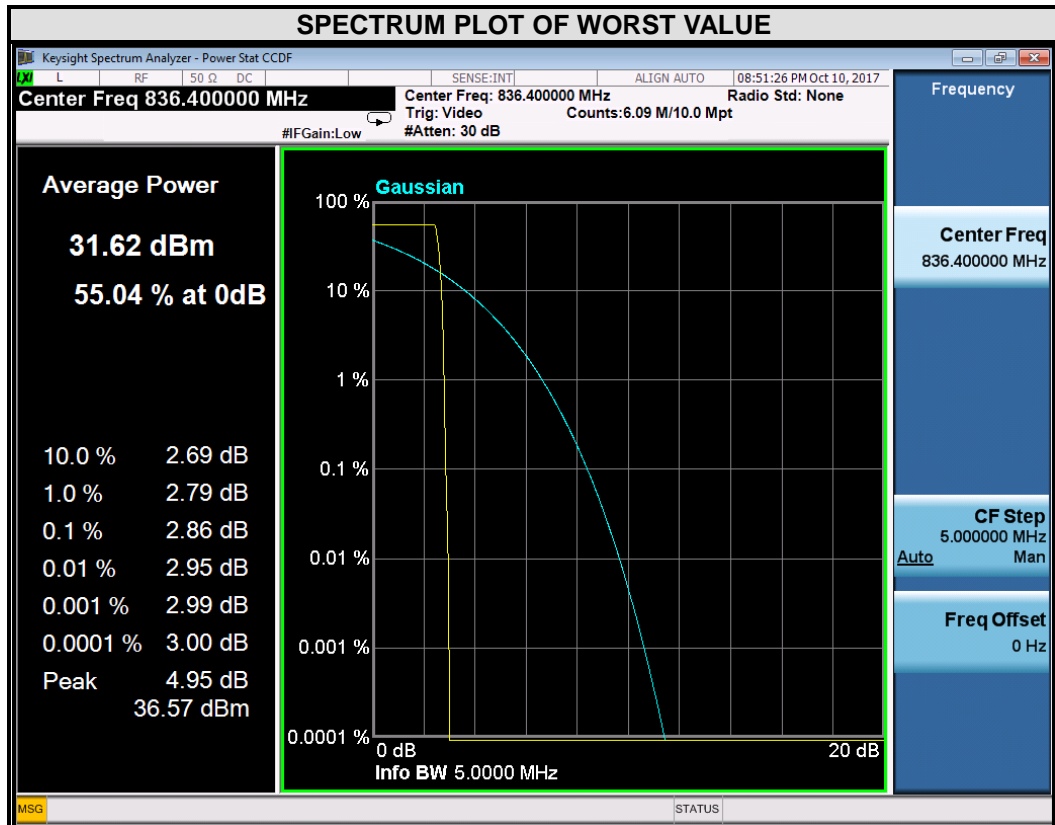 SPECTRUM PLOT OF WORST VALUE
Keysight Spectrum Analyzer - Power Stat CCDF
LXI L RF 50 Ω DC SENSE:INT ALIGN AUTO 08:51:26 PM Oct 10, 2017
Center Freq 836.400000 MHz
Center Freq: 836.400000 MHz Radio Std: None
Trig: Video Counts:6.09 M/10.0 Mpt
#IFGain:Low #Atten: 30 dB
Average Power
31.62 dBm
55.04 % at 0dB
10.0 % 2.69 dB
1.0 % 2.79 dB
0.1 % 2.86 dB
0.01 % 2.95 dB
0.001 % 2.99 dB
0.0001 % 3.00 dB
Peak 4.95 dB
36.57 dBm
Gaussian
100 %
10 %
1 %
0.1 %
0.01 %
0.001 %
0.0001 %
0 dB 20 dB
Info BW 5.0000 MHz
Frequency
Center Freq
836.400000 MHz
CF Step
5.000000 MHz
Auto Man
Freq Offset
0 Hz
MSG STATUS